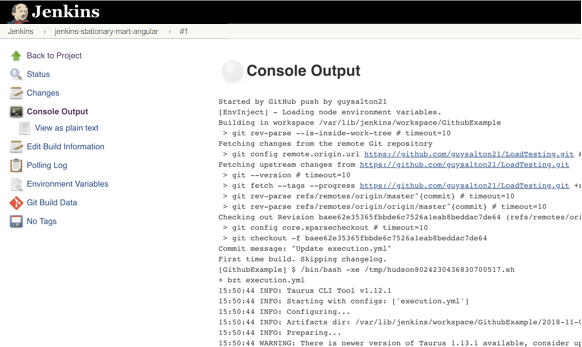 Jenkins
Jenkins › jenkins-stationary-mart-angular › #1
Back to Project
Status
Changes
Console Output
View as plain text
Edit Build Information
Polling Log
Environment Variables
Git Build Data
No Tags
Console Output
Started by GitHub push by guysalton21
[EnvInject] - Loading node environment variables.
Building in workspace /var/lib/jenkins/workspace/GithubExample
> git rev-parse --is-inside-work-tree # timeout=10
Fetching changes from the remote Git repository
> git config remote.origin.url https://github.com/guysalton21/LoadTesting.git #
Fetching upstream changes from https://github.com/guysalton21/LoadTesting.git
> git --version # timeout=10
> git fetch --tags --progress https://github.com/guysalton21/LoadTesting.git +r
> git rev-parse refs/remotes/origin/master^{commit} # timeout=10
> git rev-parse refs/remotes/origin/origin/master^{commit} # timeout=10
Checking out Revision baee62e35365fbbde6c7526a1eab8beddac7de64 (refs/remotes/ori
> git config core.sparsecheckout # timeout=10
> git checkout -f baee62e35365fbbde6c7526a1eab8beddac7de64
Commit message: "Update execution.yml"
First time build. Skipping changelog.
[GithubExample] $ /bin/bash -xe /tmp/hudson8024230436830700517.sh
+ bzt execution.yml
15:50:44 INFO: Taurus CLI Tool v1.12.1
15:50:44 INFO: Starting with configs: ['execution.yml']
15:50:44 INFO: Configuring...
15:50:44 INFO: Artifacts dir: /var/lib/jenkins/workspace/GithubExample/2018-11-0
15:50:44 INFO: Preparing...
15:50:44 WARNING: There is newer version of Taurus 1.13.1 available, consider up